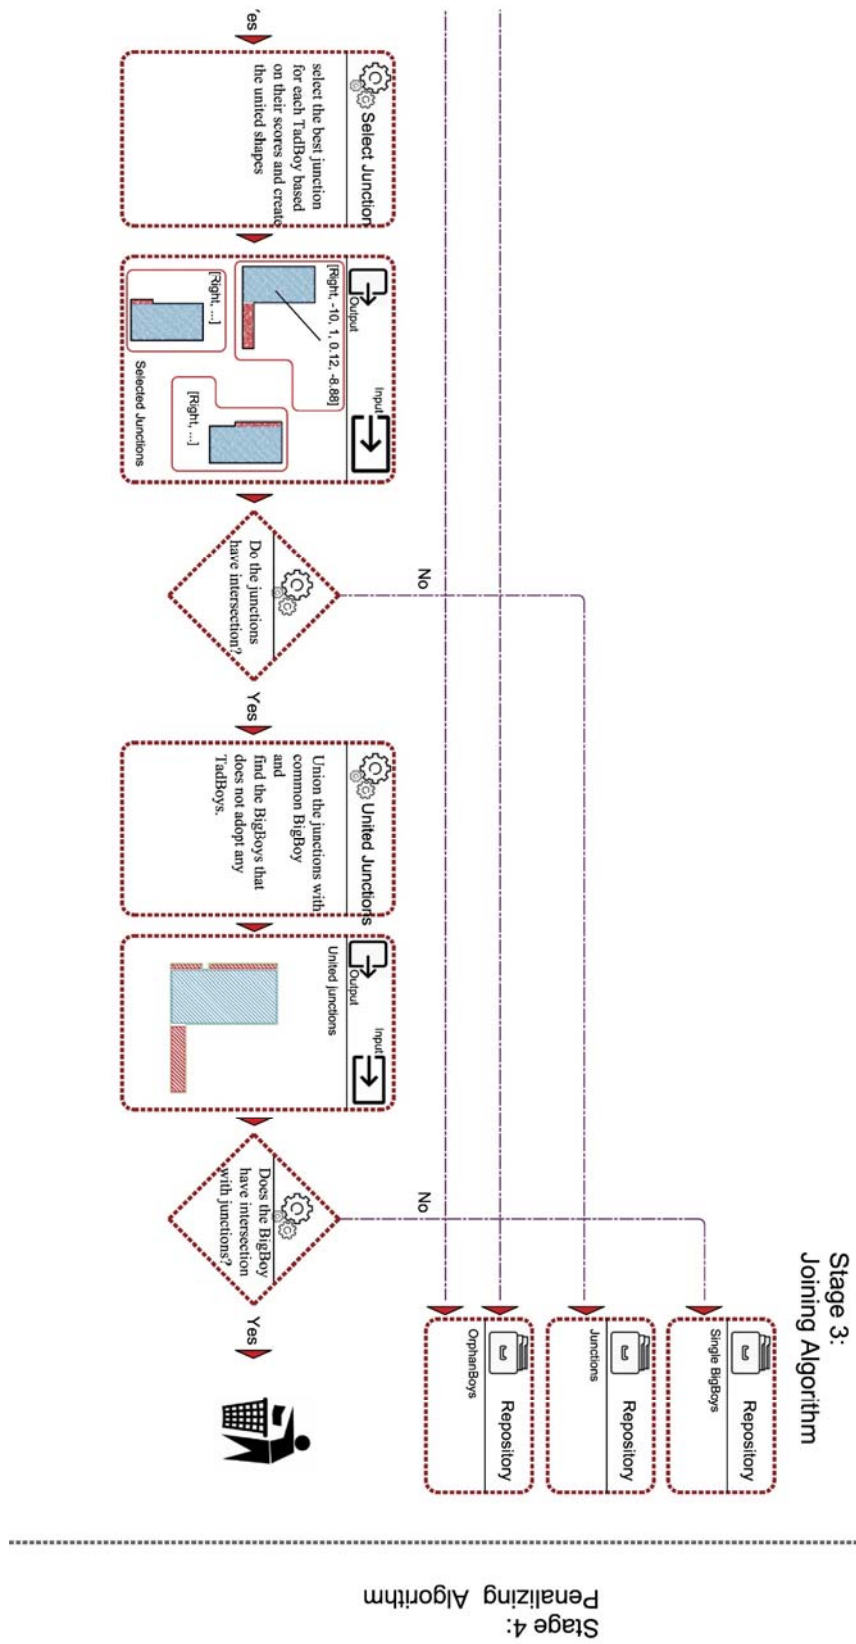 Stage 3:
Joining Algorithm
'es
Select Junction
select the best junction
for each TadBoy based
on their scores and create
the united shapes
Output
Input
[Right, -10, 1, 0.12, -8.88]
[Right, ...]
[Right, ...]
Selected Junctions
Do the junctions
have intersection?
No
Yes
United Junctions
Union the junctions with
common BigBoy
and
find the BigBoys that
does not adopt any
TadBoys.
Output
Input
United junctions
Does the BigBoy
have intersection
with junctions?
No
Yes
Repository
Single BigBoys
Repository
Junctions
Repository
OrphanBoys
Stage 4:
Penalizing Algorithm